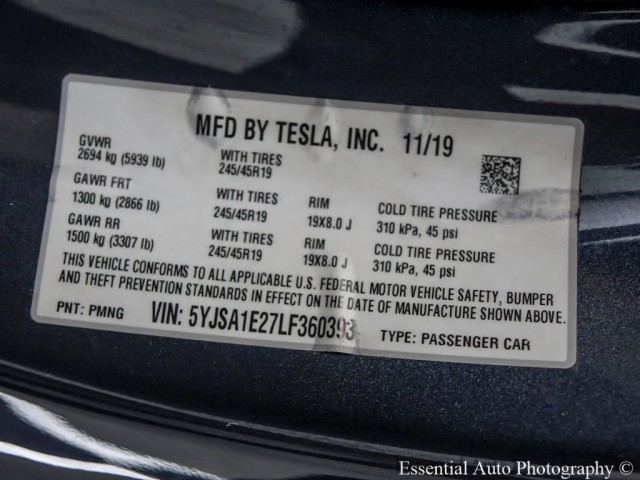 MFD BY TESLA, INC. 11/19
GVWR
2694 kg (5939 lb)
WITH TIRES
245/45R19
GAWR FRT
1300 kg (2866 lb)
WITH TIRES
245/45R19
RIM
19X8.0 J
COLD TIRE PRESSURE
310 kPa, 45 psi
GAWR RR
1500 kg (3307 lb)
WITH TIRES
245/45R19
RIM
19X8.0 J
COLD TIRE PRESSURE
310 kPa, 45 psi
THIS VEHICLE CONFORMS TO ALL APPLICABLE U.S. FEDERAL MOTOR VEHICLE SAFETY, BUMPER
AND THEFT PREVENTION STANDARDS IN EFFECT ON THE DATE OF MANUFACTURE SHOWN ABOVE.
PNT: PMNG VIN: 5YJSA1E27LF360393 TYPE: PASSENGER CAR
Essential Auto Photography ©